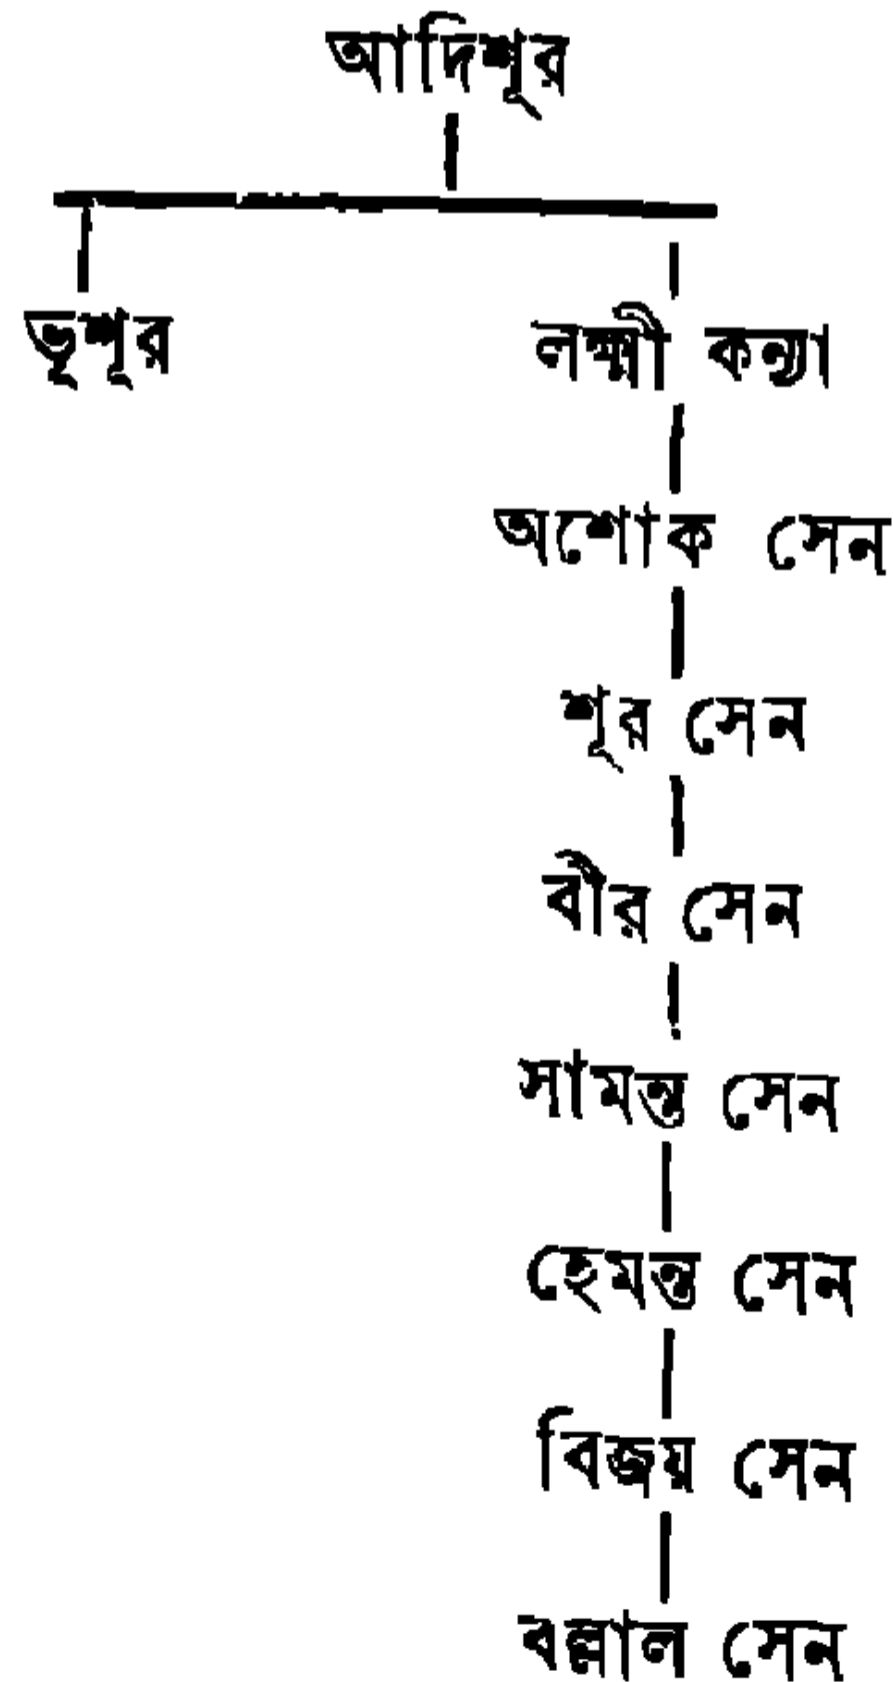 আদিশূর
ভূশূর
লক্ষ্মী কন্যা
অশোক সেন
শূর সেন
বীর সেন
সামন্ত সেন
হেমন্ত সেন
বিজয় সেন
বল্লাল সেন